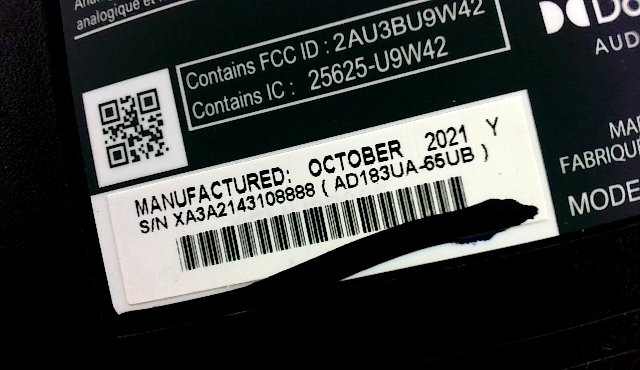 analogique et
Contains FCC ID : 2AU3BU9W42
Contains IC : 25625-U9W42
AUD
MANUFACTURED: OCTOBER 2021 Y
S/N XA3A2143108888 ( AD183UA-65UB )
MA
FABRIQU
MODE